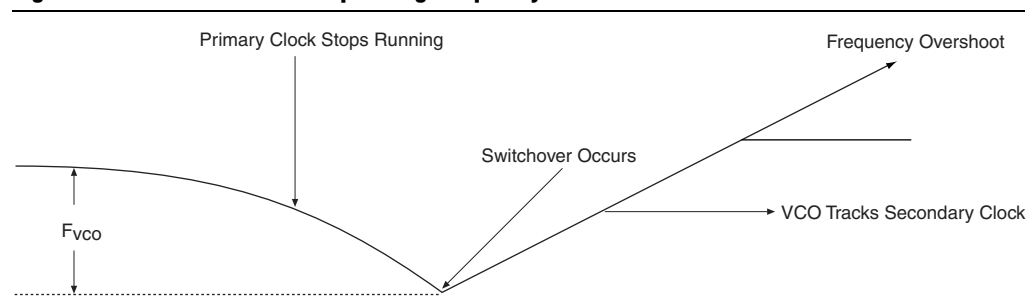 Primary Clock Stops Running
Frequency Overshoot
Switchover Occurs
VCO Tracks Secondary Clock
Fvco